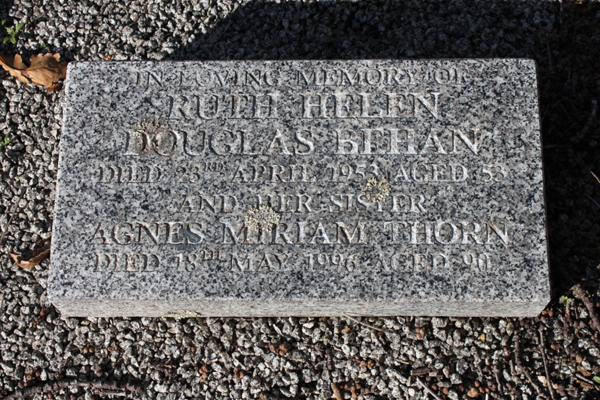 IN LOVING MEMORY OF
RUTH HELEN
DOUGLAS BEHAN
DIED 23RD APRIL 1953 AGED 53
AND HER SISTER
AGNES MIRIAM THORN
DIED 18TH MAY 1996 AGED 90